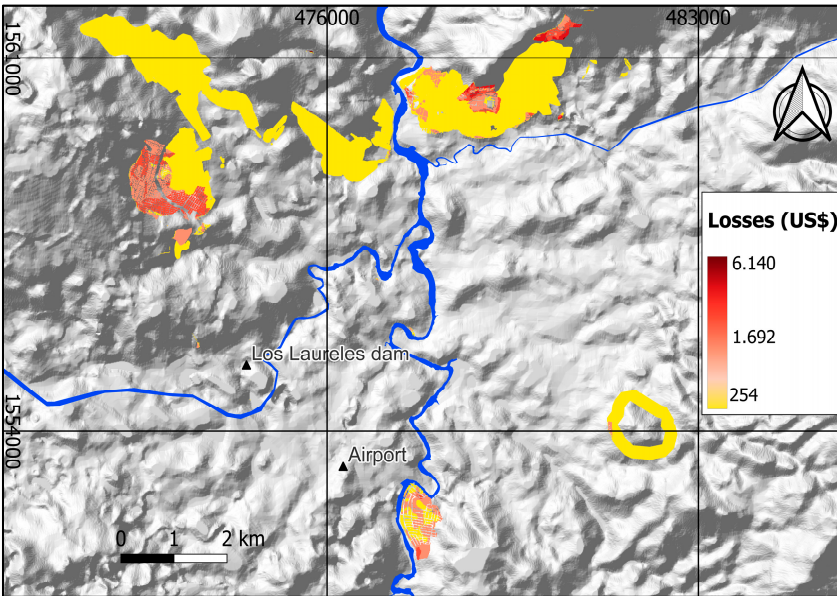 476000
483000
1561000
Losses (US$)
6.140
1.692
254
Los Laureles dam
1554000
Airport
0 1 2 km